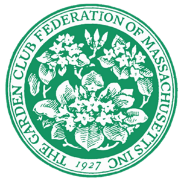 THE GARDEN CLUB FEDERATION OF MASSACHUSETTS INC
1927